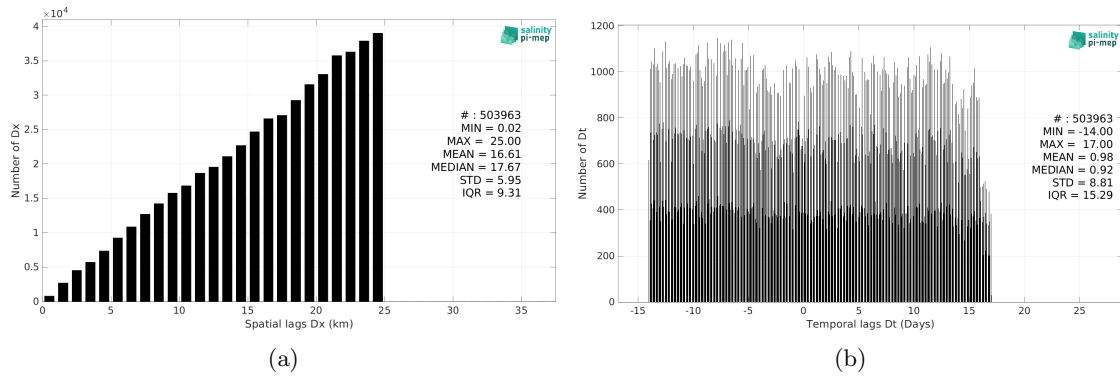 ×10⁴
4
3.5
3
2.5
2
1.5
1
0.5
0
Number of Dx
0 5 10 15 20 25 30 35
Spatial lags Dx (km)
salinity
pi-mep
# : 503963
MIN = 0.02
MAX = 25.00
MEAN = 16.61
MEDIAN = 17.67
STD = 5.95
IQR = 9.31
(a)
1200
1000
800
600
400
200
0
Number of Dt
-15 -10 -5 0 5 10 15 20 25
Temporal lags Dt (Days)
salinity
pi-mep
# : 503963
MIN = -14.00
MAX = 17.00
MEAN = 0.98
MEDIAN = 0.92
STD = 8.81
IQR = 15.29
(b)